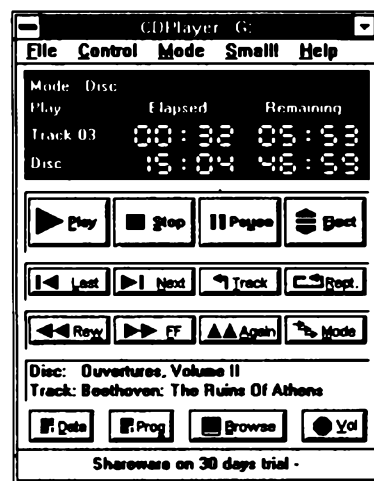 CDPlayer G:
File Control Mode Small! Help
Mode Disc
Play Elapsed Remaining
Track 03 00:32 05:53
Disc 15:04 46:59
Play Stop Pause Eject
Last Next Track Rept.
Rew FF Again Mode
Disc: Ouvertures, Volume II
Track: Beethoven: The Ruins Of Athens
Data Prog Browse Vol
Shareware on 30 days trial -